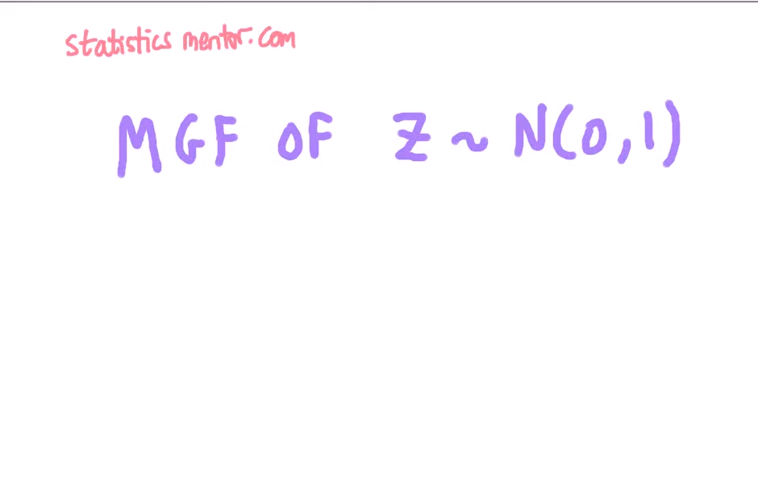 statistics mentor.com
MGF OF Z ~ N(0,1)